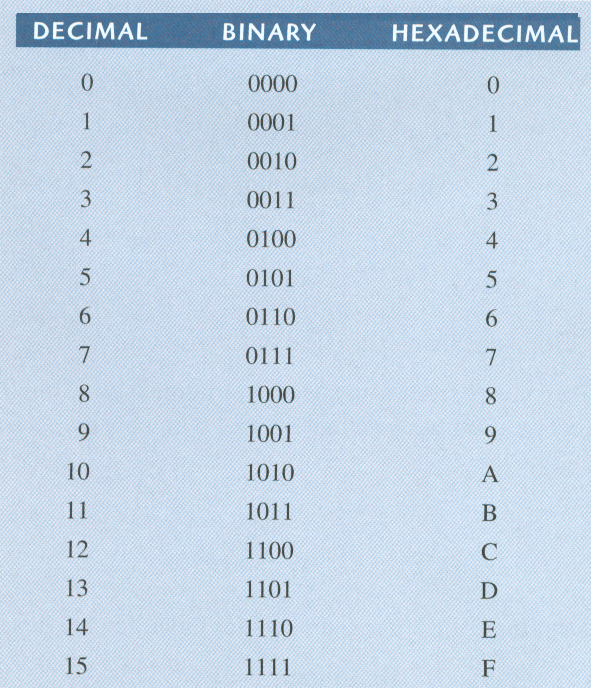 DECIMAL BINARY HEXADECIMAL
0 0000 0
1 0001 1
2 0010 2
3 0011 3
4 0100 4
5 0101 5
6 0110 6
7 0111 7
8 1000 8
9 1001 9
10 1010 A
11 1011 B
12 1100 C
13 1101 D
14 1110 E
15 1111 F